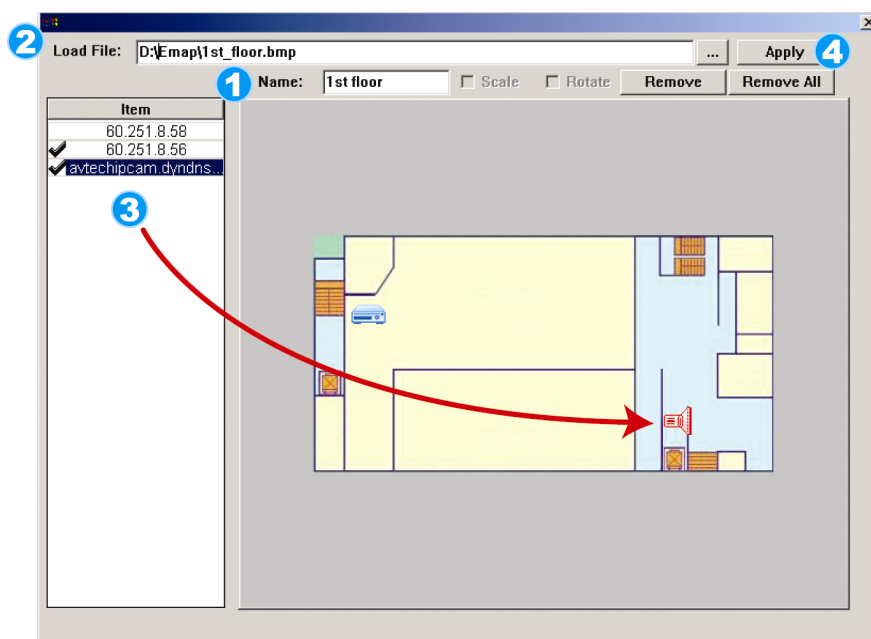 2 Load File: D:\Emap\1st_floor.bmp ... Apply 4
1 Name: 1st floor Scale Rotate Remove Remove All
Item
60.251.8.58
60.251.8.56
avtechipcam.dyndns...
3